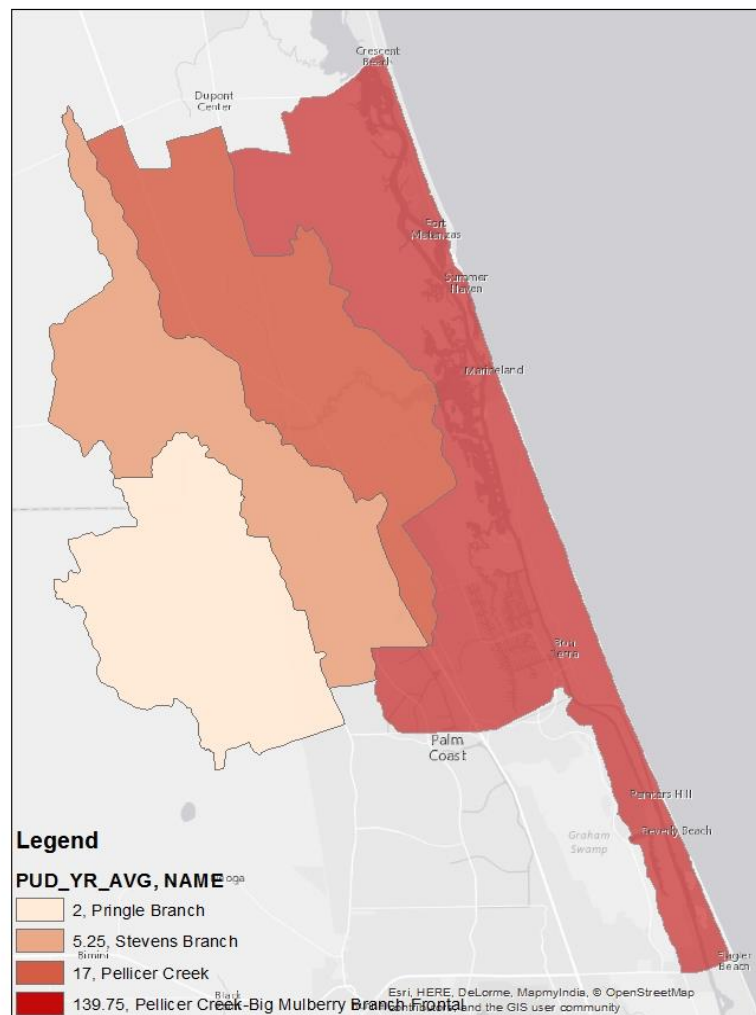 Crescent
Beach
Dupont
Center
Fort
Matanzas
Summer
Haven
Marineland
Palm
Coast
Painters Hill
Beverly Beach
Graham
Swamp
Flagler
Beach
Legend
PUD_YR_AVG, NAME
2, Pringle Branch
5.25, Stevens Branch
Bimini
17, Pellicer Creek
Black
139.75, Pellicer Creek-Big Mulberry Branch Frontal
Esri, HERE, DeLorme, MapmyIndia, © OpenStreetMap
contributors, and the GIS user community